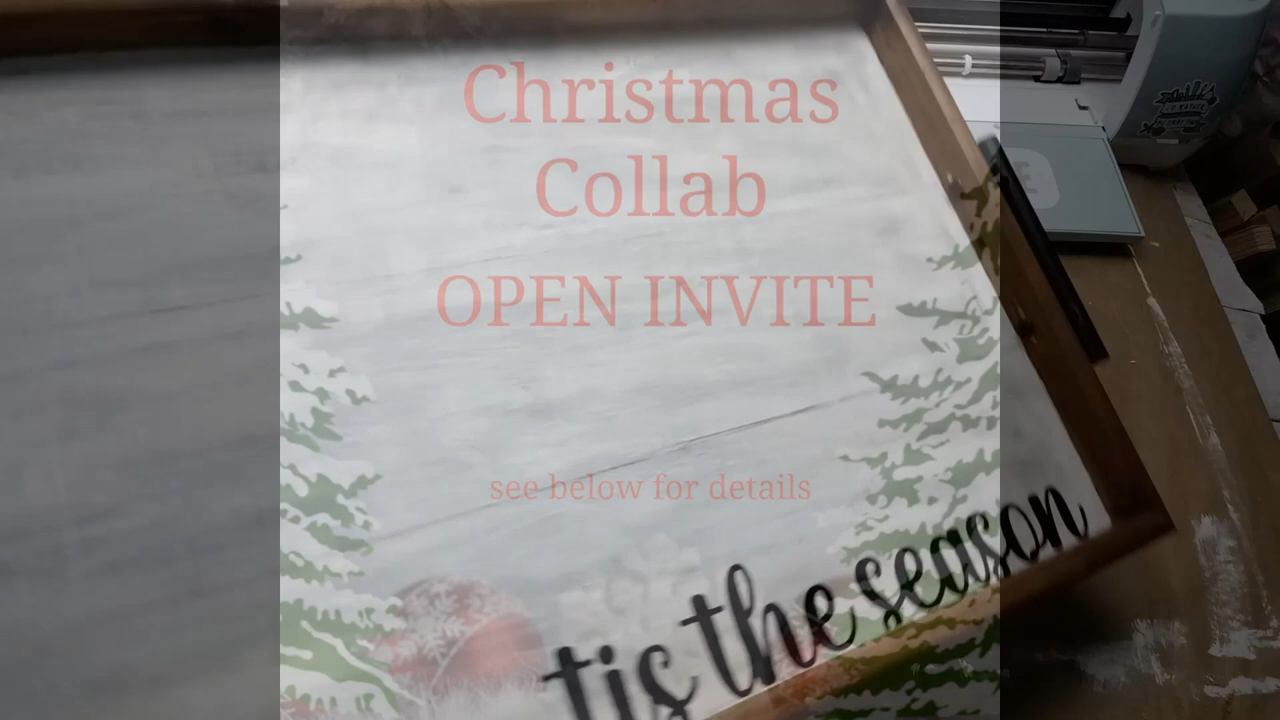 Christmas
Collab
OPEN INVITE
see below for details
tis the season